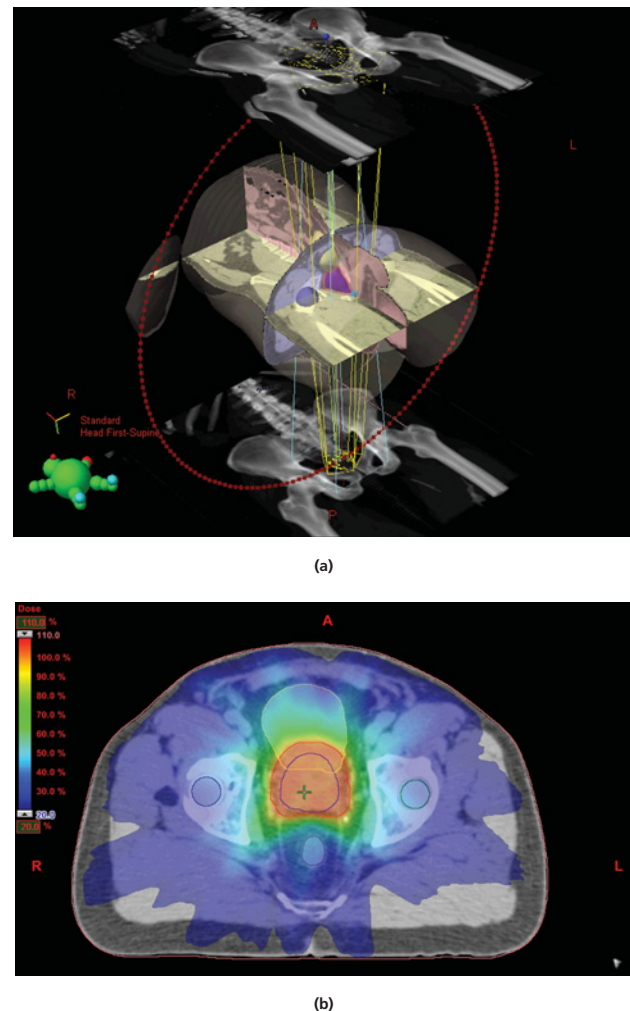 A
L
R
Standard
Head First-Supine
P
(a)
Dose
110.0 %
110.0
100.0 %
90.0 %
80.0 %
70.0 %
60.0 %
50.0 %
40.0 %
30.0 %
20.0
20.0 %
A
R
L
(b)